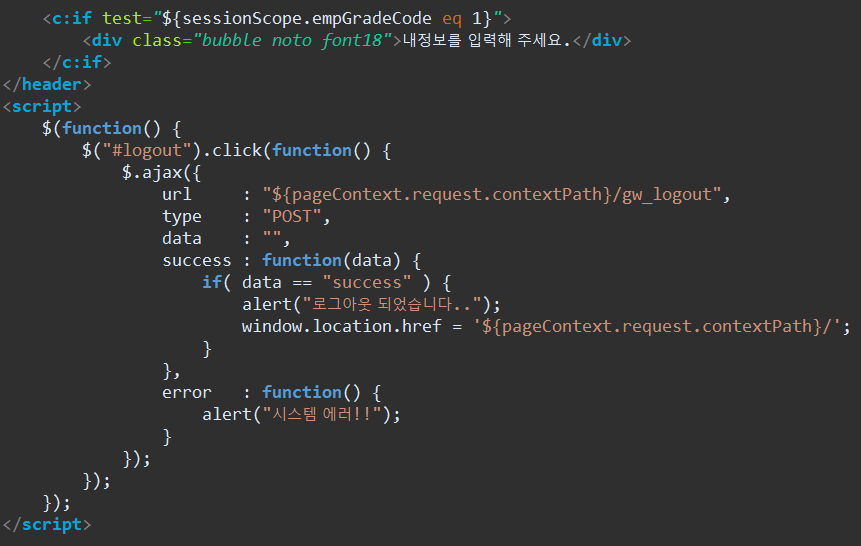 <c:if test="${sessionScope.empGradeCode eq 1}">
<div class="bubble noto font18">내정보를 입력해 주세요.</div>
</c:if>
</header>
<script>
$(function() {
$("#logout").click(function() {
$.ajax({
url : "${pageContext.request.contextPath}/gw_logout",
type : "POST",
data : "",
success : function(data) {
if( data == "success" ) {
alert("로그아웃 되었습니다..");
window.location.href = '${pageContext.request.contextPath}/';
}
},
error : function() {
alert("시스템 에러!!");
}
});
});
});
</script>